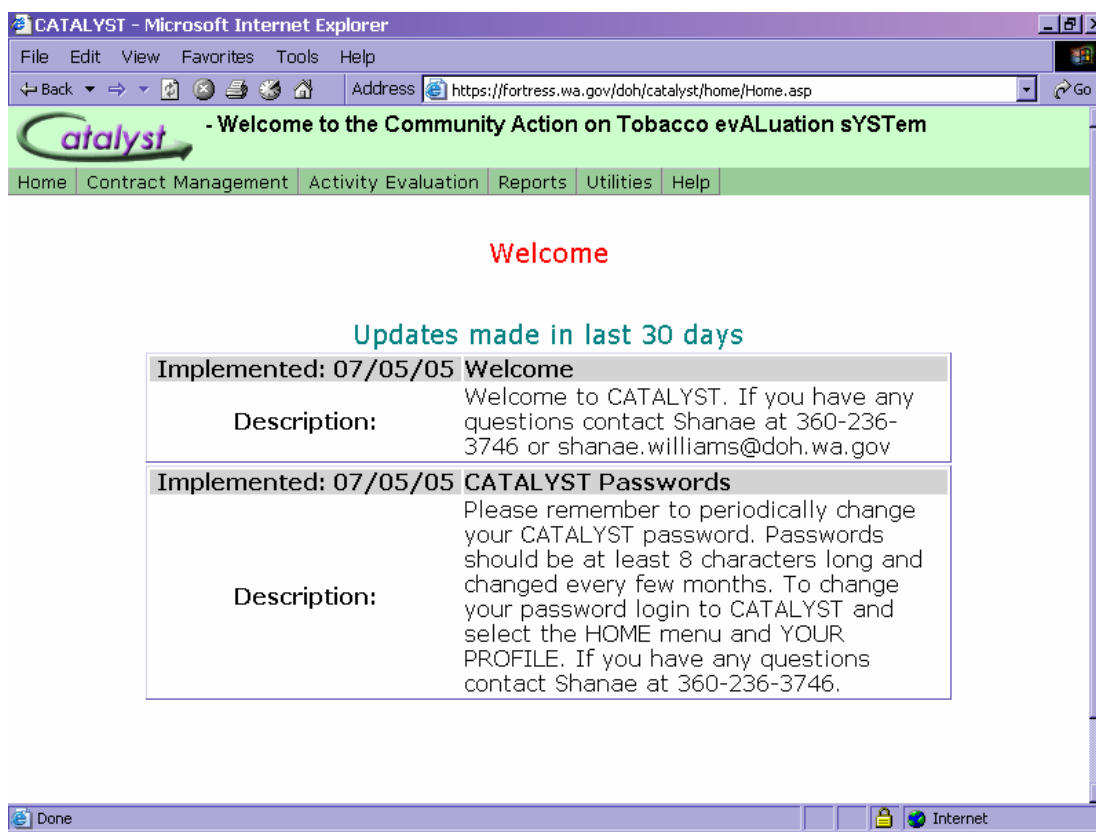 CATALYST - Microsoft Internet Explorer
File Edit View Favorites Tools Help
Back Address https://fortress.wa.gov/doh/catalyst/home/Home.asp Go
Catalyst - Welcome to the Community Action on Tobacco evALuation sYSTem
Home Contract Management Activity Evaluation Reports Utilities Help
Welcome
Updates made in last 30 days
Implemented: 07/05/05 Welcome
Description:
Welcome to CATALYST. If you have any
questions contact Shanae at 360-236-
3746 or shanae.williams@doh.wa.gov
Implemented: 07/05/05 CATALYST Passwords
Description:
Please remember to periodically change
your CATALYST password. Passwords
should be at least 8 characters long and
changed every few months. To change
your password login to CATALYST and
select the HOME menu and YOUR
PROFILE. If you have any questions
contact Shanae at 360-236-3746.
Done Internet